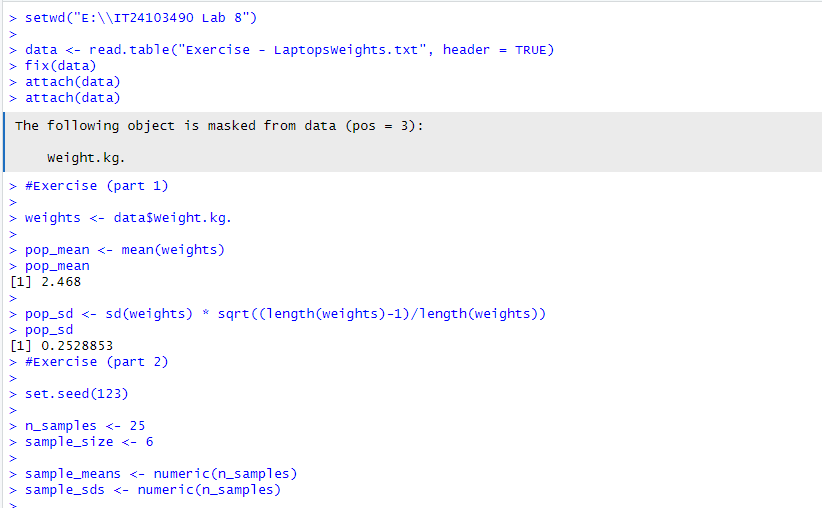 > setwd("E:\\IT24103490 Lab 8")
>
> data <- read.table("Exercise - LaptopsWeights.txt", header = TRUE)
> fix(data)
> attach(data)
> attach(data)
The following object is masked from data (pos = 3):
Weight.kg.
> #Exercise (part 1)
>
> weights <- data$Weight.kg.
>
> pop_mean <- mean(weights)
> pop_mean
[1] 2.468
>
> pop_sd <- sd(weights) * sqrt((length(weights)-1)/length(weights))
> pop_sd
[1] 0.2528853
> #Exercise (part 2)
>
> set.seed(123)
>
> n_samples <- 25
> sample_size <- 6
>
> sample_means <- numeric(n_samples)
> sample_sds <- numeric(n_samples)
>